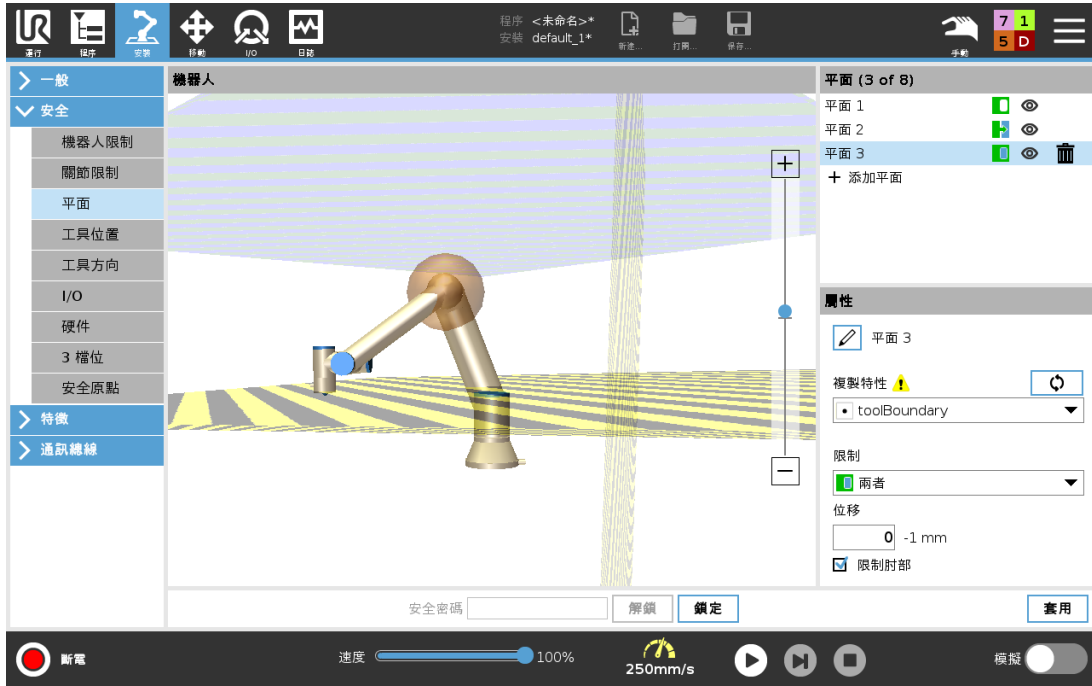 UR
運行
程序
安裝
移動
I/O
日誌
程序 <未命名>*
安裝 default_1*
新建...
打開...
保存...
手動
7 1
5 D
一般
安全
機器人限制
關節限制
平面
工具位置
工具方向
I/O
硬件
3 檔位
安全原點
特徵
通訊總線
機器人
平面 (3 of 8)
平面 1
平面 2
平面 3
+ 添加平面
屬性
平面 3
複製特性
toolBoundary
限制
兩者
位移
0 -1 mm
限制肘部
安全密碼
解鎖
鎖定
套用
斷電
速度
100%
250mm/s
模擬